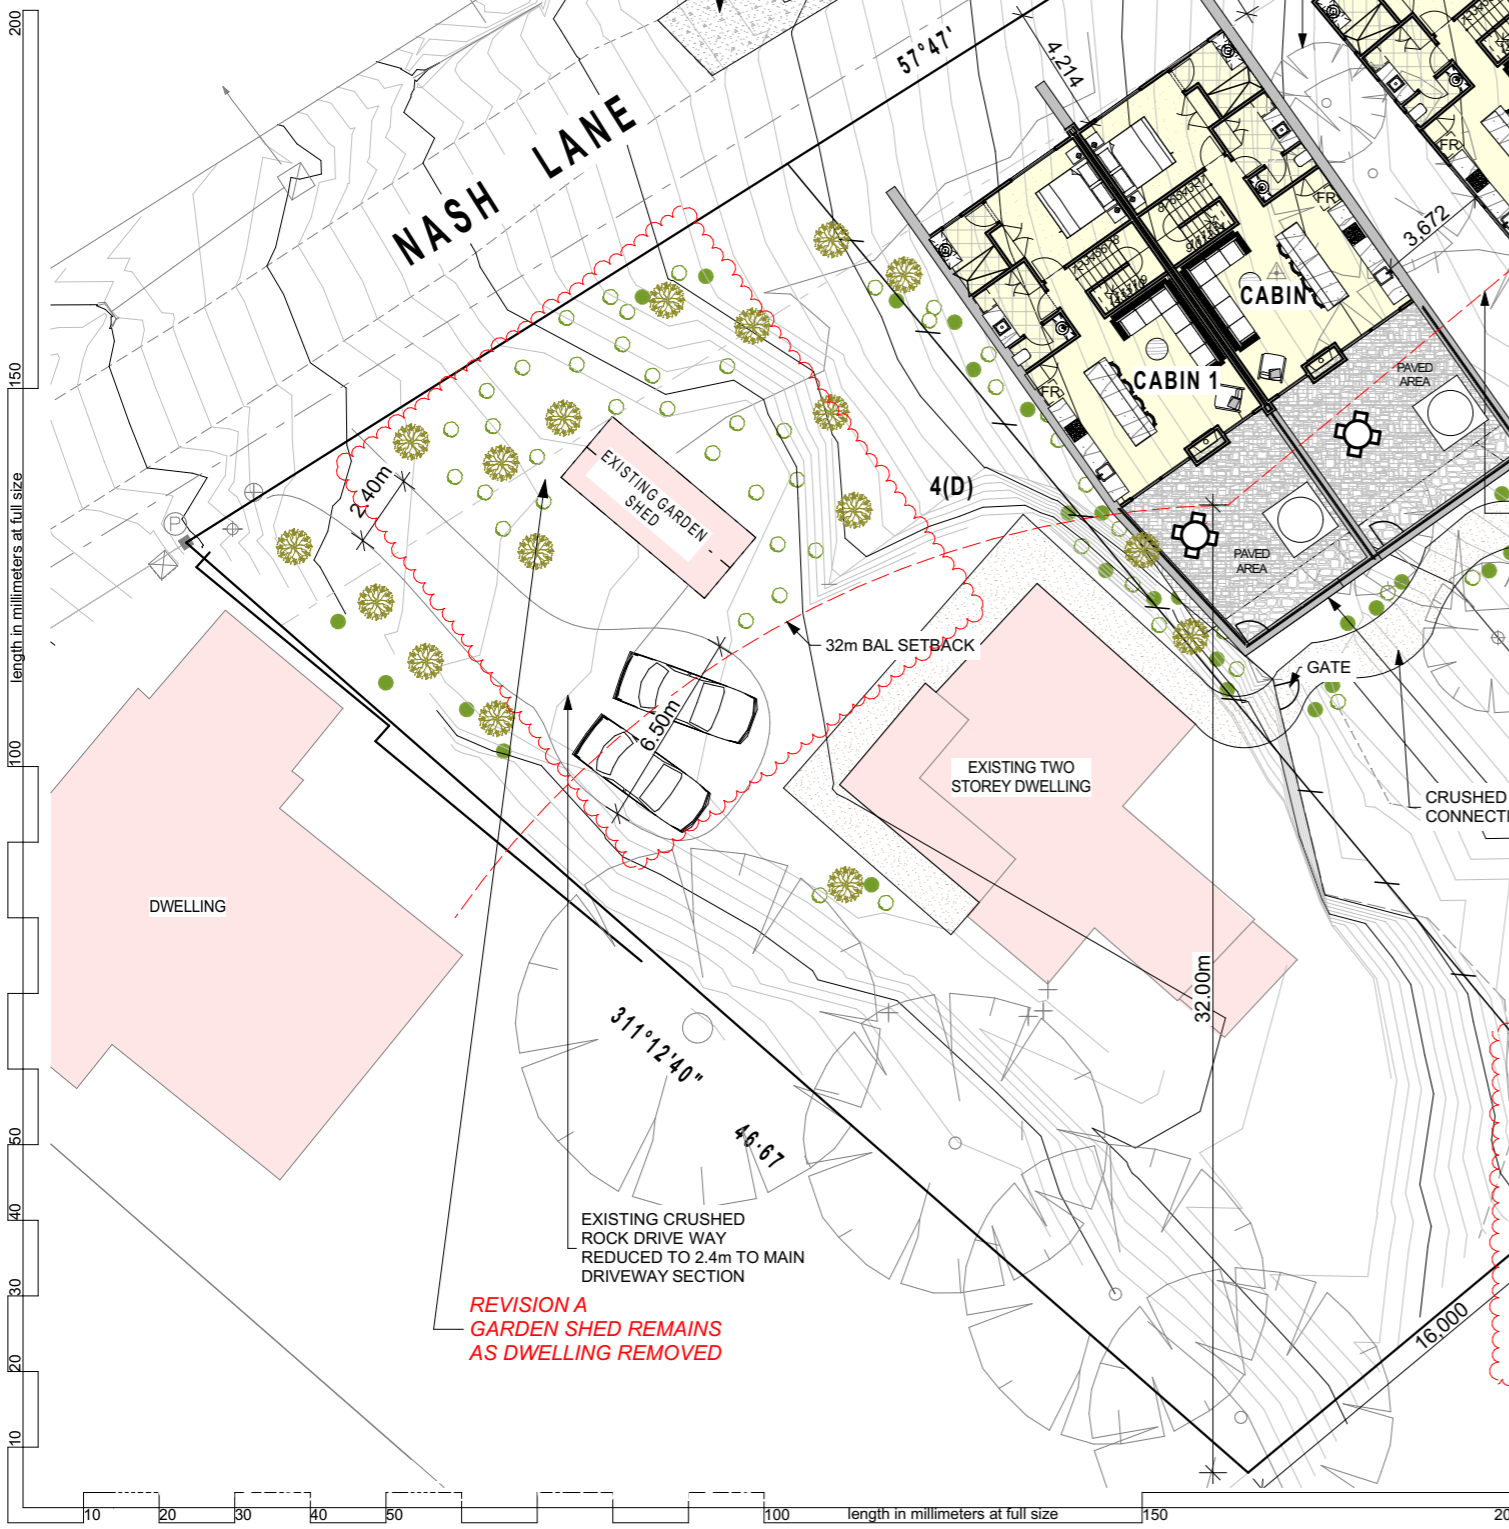 200
150
100
50
40
30
20
10
length in millimeters at full size
NASH LANE
57°47'
4.214
3,672
FR
FR
FR
CABIN
CABIN 1
PAVED
AREA
PAVED
AREA
2.40m
EXISTING GARDEN
SHED
4(D)
P
32m BAL SETBACK
GATE
6.50m
EXISTING TWO
STOREY DWELLING
CRUSHED
CONNECTI
DWELLING
32.00m
311°12'40"
46·67
EXISTING CRUSHED
ROCK DRIVE WAY
REDUCED TO 2.4m TO MAIN
DRIVEWAY SECTION
REVISION A
GARDEN SHED REMAINS
AS DWELLING REMOVED
16,000
10 20 30 40 50 100 length in millimeters at full size 150 20